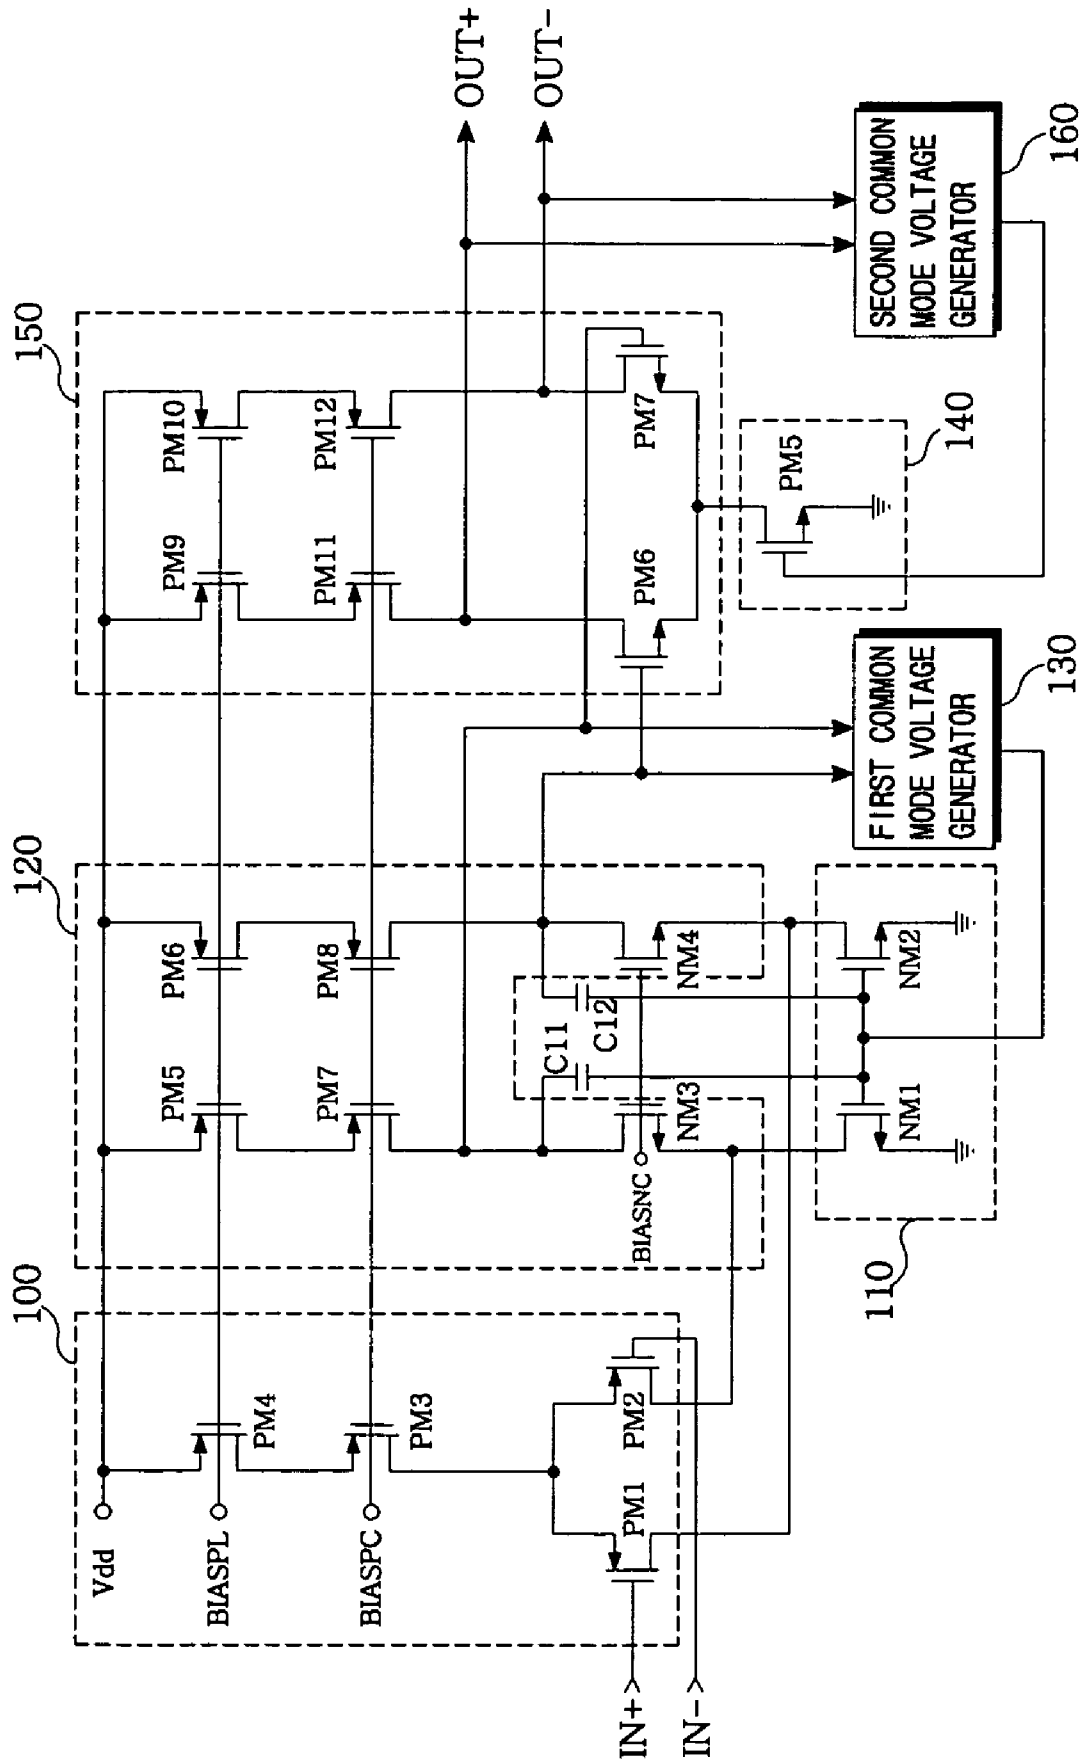 100
120
150
Vdd
BIASPL
BIASPC
PM4
PM3
PM1
PM2
IN+
IN-
PM5
PM6
PM7
PM8
C11
C12
NM3
NM4
BIASNC
NM1
NM2
110
PM9
PM10
PM11
PM12
PM6
PM7
PM5
140
OUT+
OUT-
FIRST COMMON
MODE VOLTAGE
GENERATOR
130
SECOND COMMON
MODE VOLTAGE
GENERATOR
160